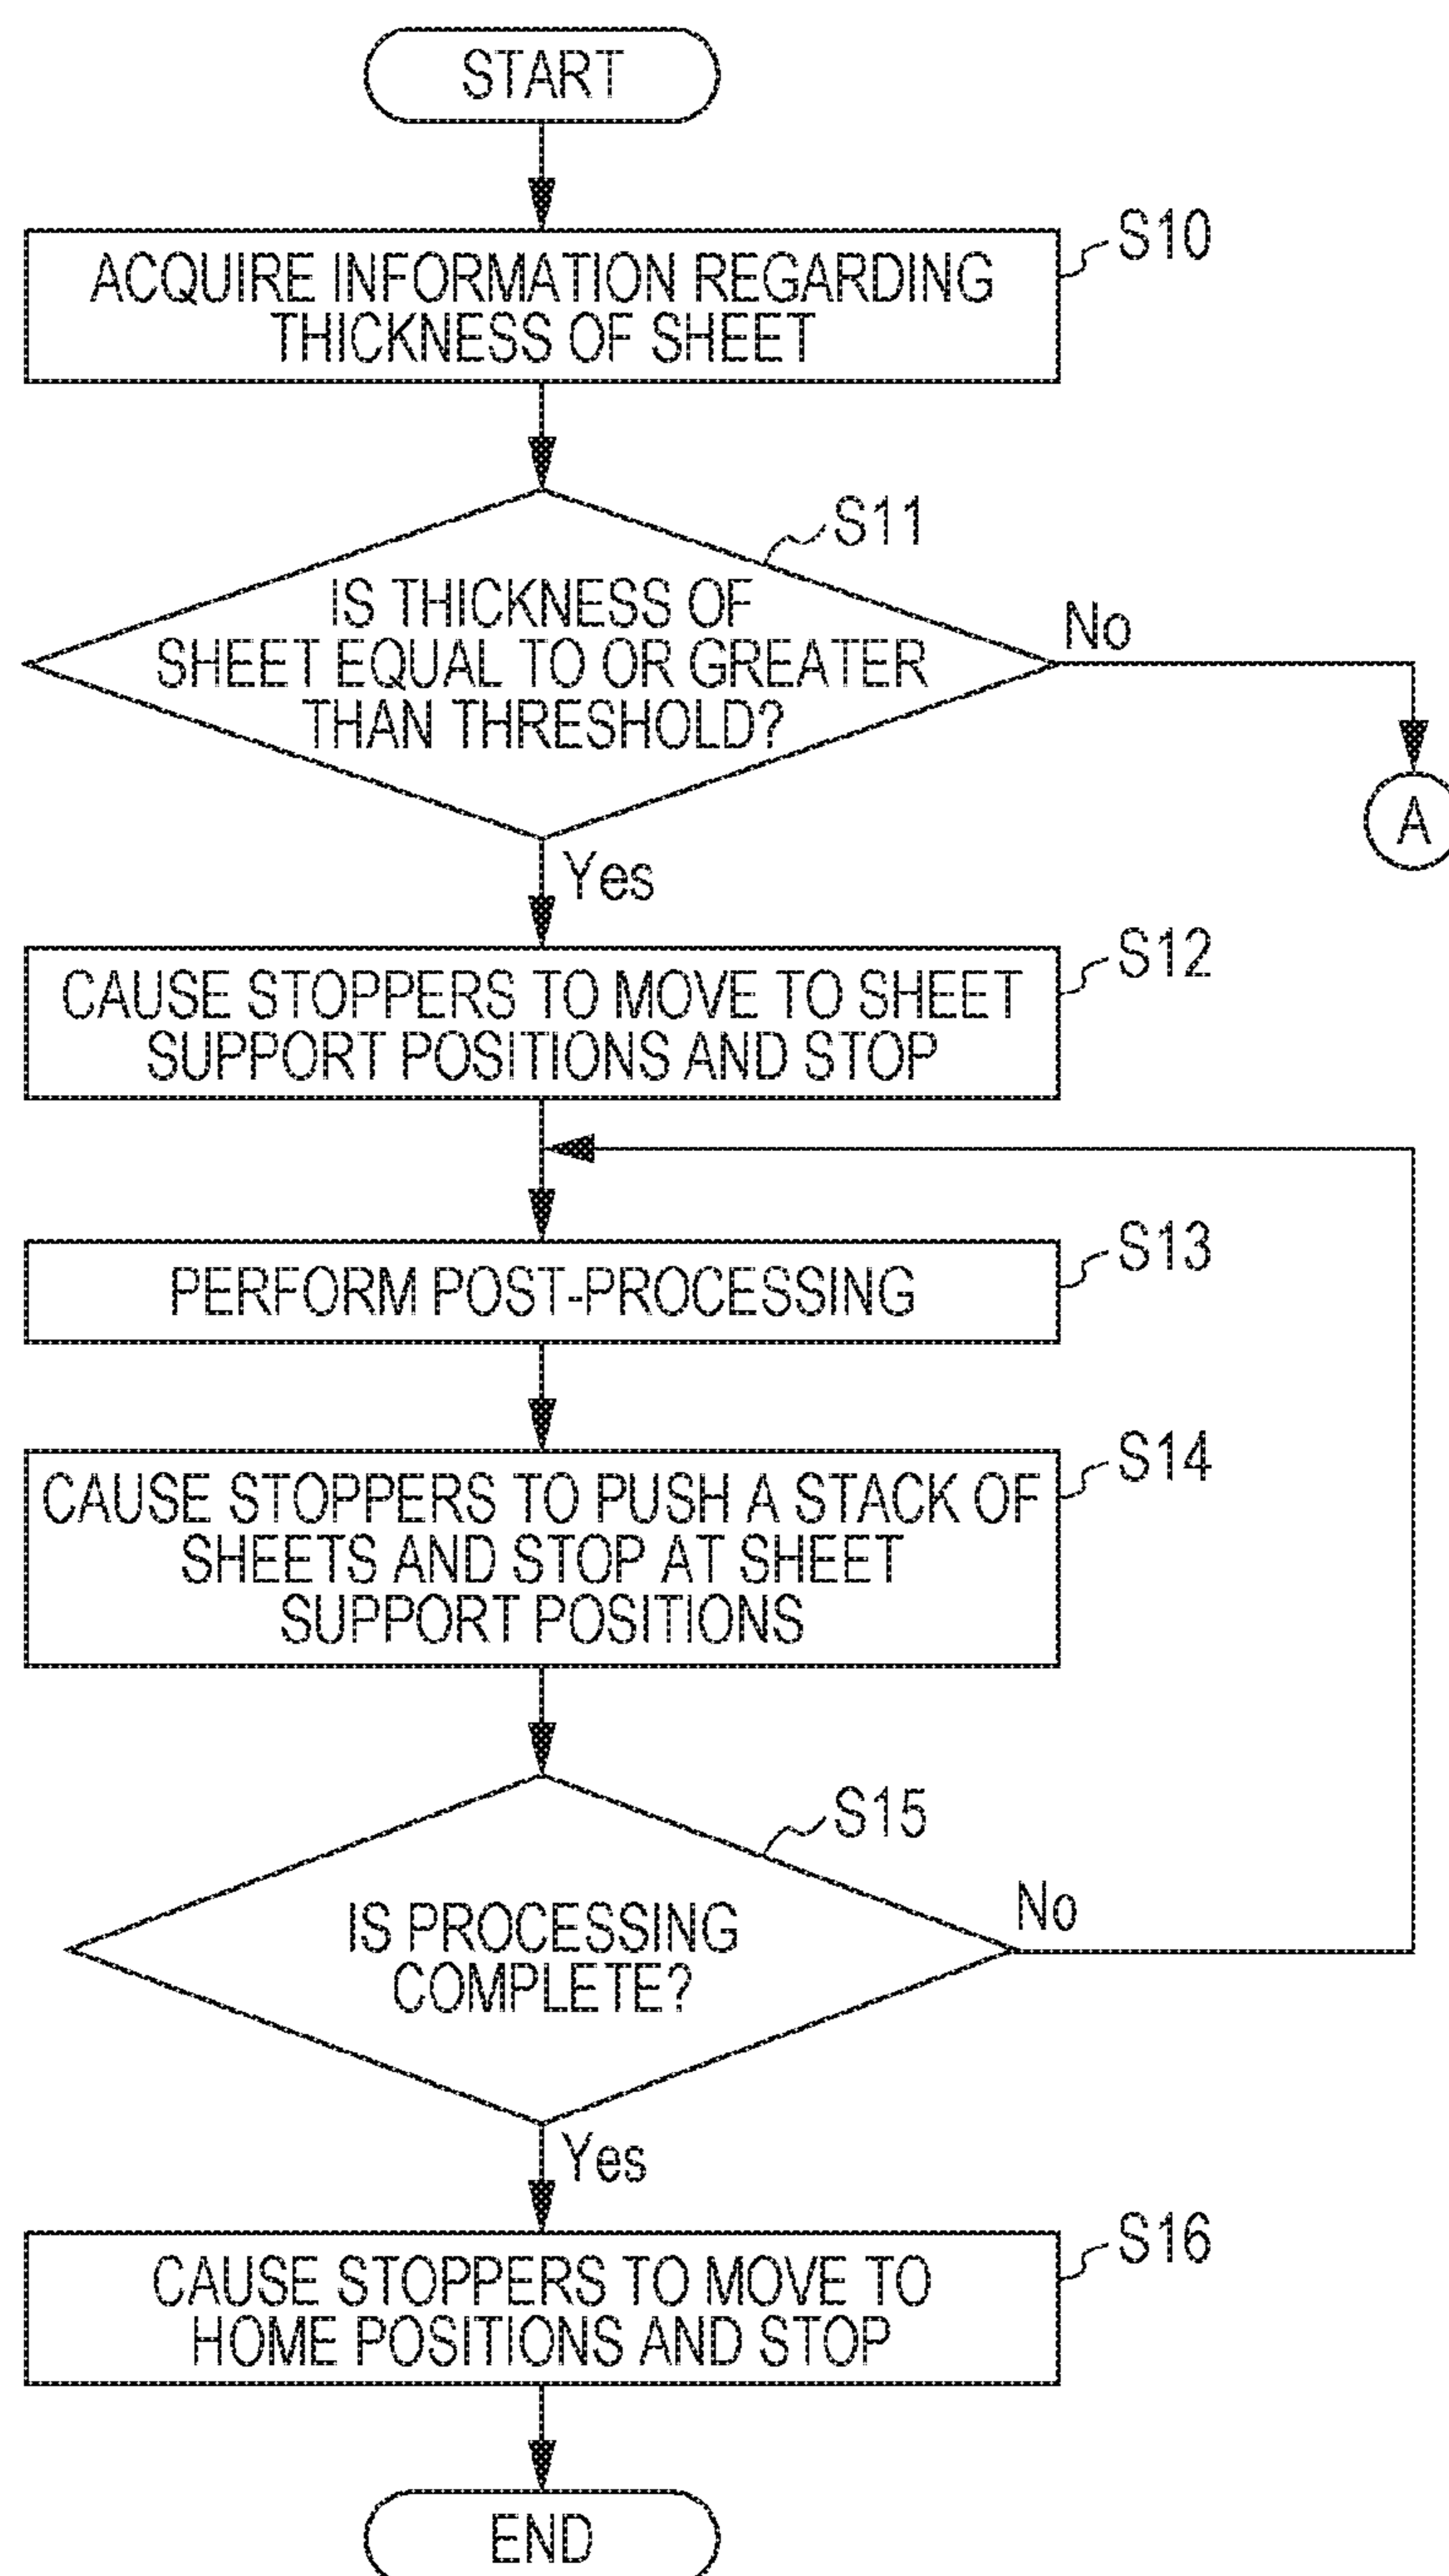 START
S10
ACQUIRE INFORMATION REGARDING
THICKNESS OF SHEET
S11
IS THICKNESS OF
SHEET EQUAL TO OR GREATER
THAN THRESHOLD?
No
A
Yes
S12
CAUSE STOPPERS TO MOVE TO SHEET
SUPPORT POSITIONS AND STOP
S13
PERFORM POST-PROCESSING
S14
CAUSE STOPPERS TO PUSH A STACK OF
SHEETS AND STOP AT SHEET
SUPPORT POSITIONS
S15
IS PROCESSING
COMPLETE?
No
Yes
S16
CAUSE STOPPERS TO MOVE TO
HOME POSITIONS AND STOP
END